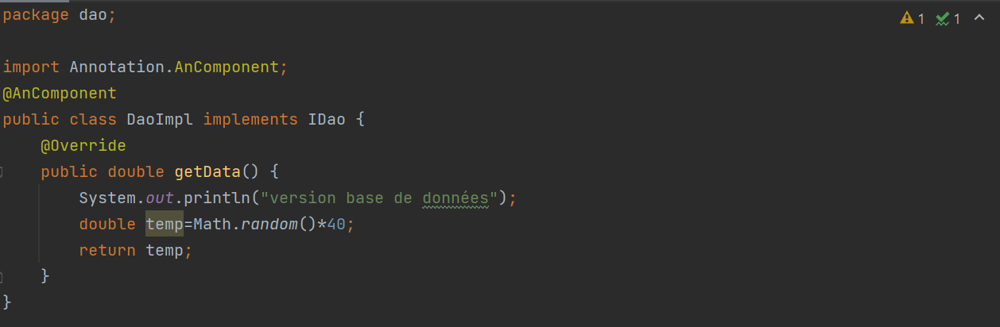 package dao;
1 1
import Annotation.AnComponent;
@AnComponent
public class DaoImpl implements IDao {
@Override
public double getData() {
System.out.println("version base de données");
double temp=Math.random()*40;
return temp;
}
}